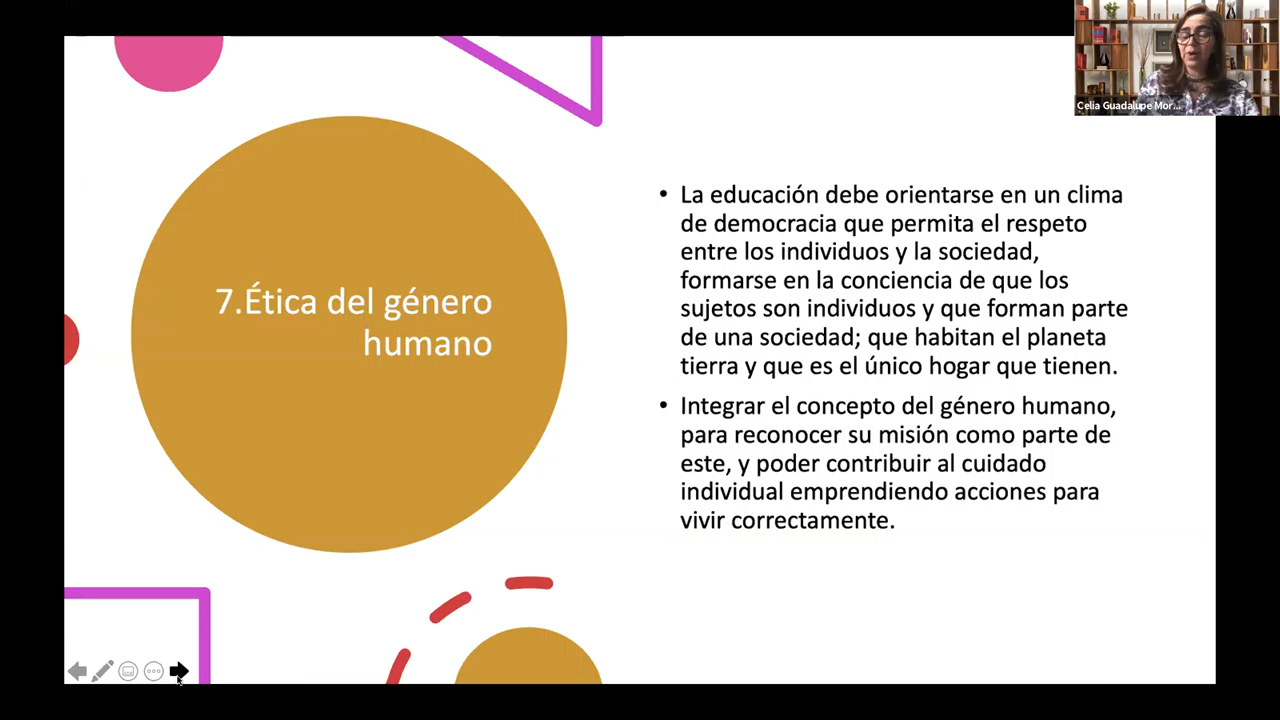 Celia Guadalupe Mor...
7.Ética del género
humano
• La educación debe orientarse en un clima
de democracia que permita el respeto
entre los individuos y la sociedad,
formarse en la conciencia de que los
sujetos son individuos y que forman parte
de una sociedad; que habitan el planeta
tierra y que es el único hogar que tienen.
• Integrar el concepto del género humano,
para reconocer su misión como parte de
este, y poder contribuir al cuidado
individual emprendiendo acciones para
vivir correctamente.